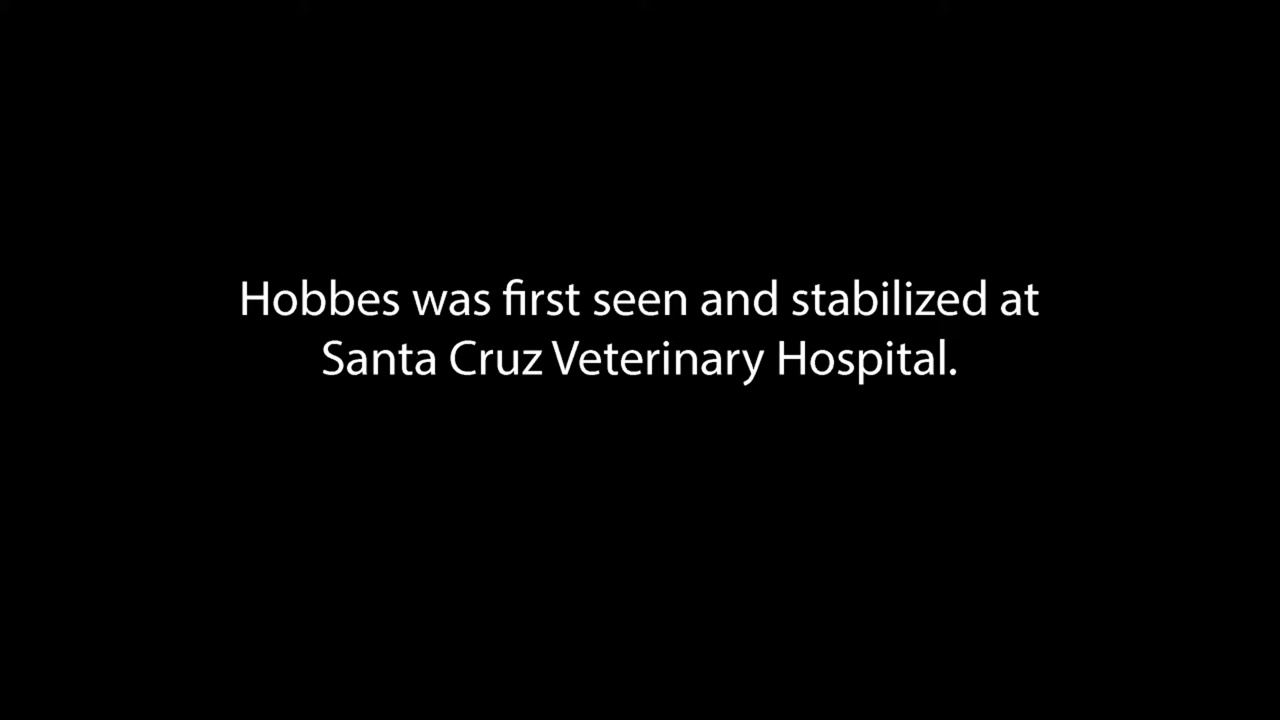 Hobbes was first seen and stabilized at
Santa Cruz Veterinary Hospital.